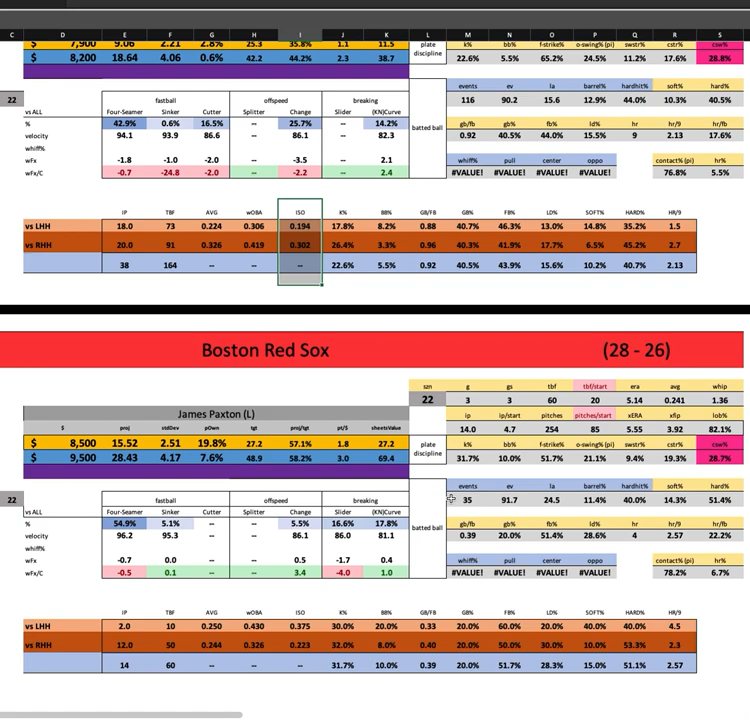 C D E F G H I J K L M N O P Q R S
$ 7,900 9.06 2.21 2.8% 25.3 35.8% 1.1 11.5 plate k% bb% f-strike% o-swing% (pi) swstr% cstr% csw%
$ 8,200 18.64 4.06 0.6% 42.2 44.2% 2.3 38.7 discipline 22.6% 5.5% 65.2% 24.5% 11.2% 17.6% 28.8%
events ev la barrel% hardhit% soft% hard%
22 fastball offspeed breaking 116 90.2 15.6 12.9% 44.0% 10.3% 40.5%
vs ALL Four-Seamer Sinker Cutter Splitter Change Slider (KN)Curve
% 42.9% 0.6% 16.5% -- 25.7% -- 14.2% batted ball gb/fb gb% fb% ld% hr hr/9 hr/fb
velocity 94.1 93.9 86.6 -- 86.1 -- 82.3 0.92 40.5% 44.0% 15.5% 9 2.13 17.6%
whiff%
wFx -1.8 -1.0 -2.0 -- -3.5 -- 2.1 whiff% pull center oppo contact% (pi) hr%
wFx/C -0.7 -24.8 -2.0 -- -2.2 -- 2.4 #VALUE! #VALUE! #VALUE! #VALUE! 76.8% 5.5%
IP TBF AVG wOBA ISO K% BB% GB/FB GB% FB% LD% SOFT% HARD% HR/9
vs LHH 18.0 73 0.224 0.306 0.194 17.8% 8.2% 0.88 40.7% 46.3% 13.0% 14.8% 35.2% 1.5
vs RHH 20.0 91 0.326 0.419 0.302 26.4% 3.3% 0.96 40.3% 41.9% 17.7% 6.5% 45.2% 2.7
38 164 -- -- -- 22.6% 5.5% 0.92 40.5% 43.9% 15.6% 10.2% 40.7% 2.13
Boston Red Sox (28 - 26)
szn g gs tbf tbf/start era avg whip
22 3 3 60 20 5.14 0.241 1.36
James Paxton (L) ip ip/start pitches pitches/start xERA xfip lob%
$ proj stdDev pOwn tgt proj/tgt pt/$ sheetsValue 14.0 4.7 254 85 5.55 3.92 82.1%
$ 8,500 15.52 2.51 19.8% 27.2 57.1% 1.8 27.2 plate k% bb% f-strike% o-swing% (pi) swstr% cstr% csw%
$ 9,500 28.43 4.17 7.6% 48.9 58.2% 3.0 69.4 discipline 31.7% 10.0% 51.7% 21.1% 9.4% 19.3% 28.7%
events ev la barrel% hardhit% soft% hard%
22 fastball offspeed breaking 35 91.7 24.5 11.4% 40.0% 14.3% 51.4%
vs ALL Four-Seamer Sinker Cutter Splitter Change Slider (KN)Curve
% 54.9% 5.1% -- -- 5.5% 16.6% 17.8% batted ball gb/fb gb% fb% ld% hr hr/9 hr/fb
velocity 96.2 95.3 -- -- 86.1 86.0 81.1 0.39 20.0% 51.4% 28.6% 4 2.57 22.2%
whiff%
wFx -0.7 0.0 -- -- 0.5 -1.7 0.4 whiff% pull center oppo contact% (pi) hr%
wFx/C -0.5 0.1 -- -- 3.4 -4.0 1.0 #VALUE! #VALUE! #VALUE! #VALUE! 78.2% 6.7%
IP TBF AVG wOBA ISO K% BB% GB/FB GB% FB% LD% SOFT% HARD% HR/9
vs LHH 2.0 10 0.250 0.430 0.375 30.0% 20.0% 0.33 20.0% 60.0% 20.0% 40.0% 40.0% 4.5
vs RHH 12.0 50 0.244 0.326 0.223 32.0% 8.0% 0.40 20.0% 50.0% 30.0% 10.0% 53.3% 2.3
14 60 -- -- -- 31.7% 10.0% 0.39 20.0% 51.7% 28.3% 15.0% 51.1% 2.57